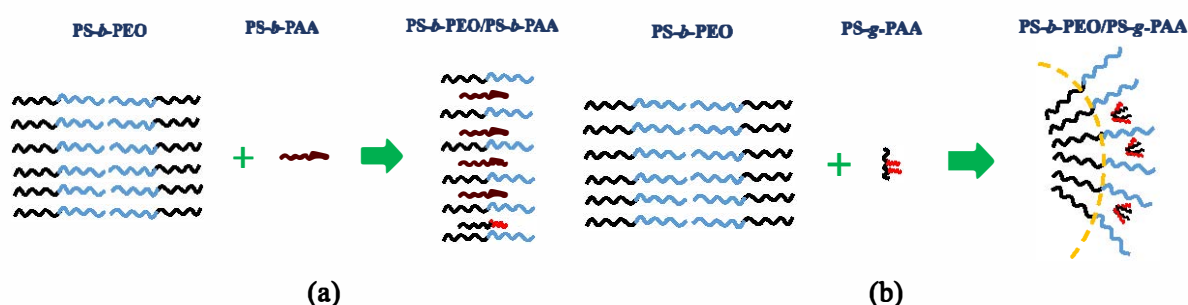 PS-b-PEO
PS-b-PAA
PS-b-PEO/PS-b-PAA
PS-b-PEO
PS-g-PAA
PS-b-PEO/PS-g-PAA
+
+
(a)
(b)